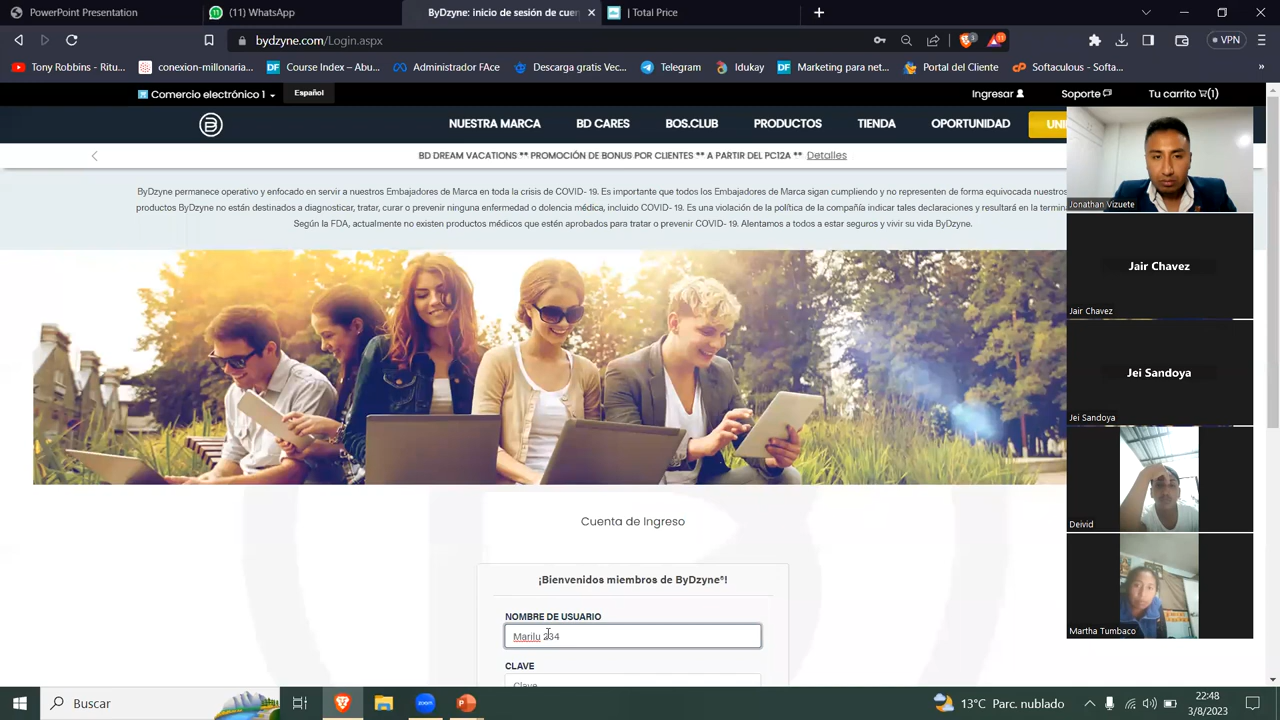 PowerPoint Presentation
(11) WhatsApp
ByDzyne: inicio de sesión de cuen
| Total Price
bydzyne.com/Login.aspx
3
11
VPN
Tony Robbins - Ritu...
conexion-millonaria...
Course Index – Abu...
Administrador FAce
Descarga gratis Vec...
Telegram
Idukay
Marketing para net...
Portal del Cliente
Softaculous - Softa...
Comercio electrónico 1
Español
Ingresar
Soporte
Tu carrito (1)
NUESTRA MARCA
BD CARES
BOS.CLUB
PRODUCTOS
TIENDA
OPORTUNIDAD
BD DREAM VACATIONS ** PROMOCIÓN DE BONUS POR CLIENTES ** A PARTIR DEL PC12A ** Detalles
ByDzyne permanece operativo y enfocado en servir a nuestros Embajadores de Marca en toda la crisis de COVID- 19. Es importante que todos los Embajadores de Marca sigan cumpliendo y no representen de forma equivocada nuestros
productos ByDzyne no están destinados a diagnosticar, tratar, curar o prevenir ninguna enfermedad o dolencia médica, incluido COVID- 19. Es una violación de la política de la compañía indicar tales declaraciones y resultará en la termin
Según la FDA, actualmente no existen productos médicos que estén aprobados para tratar o prevenir COVID- 19. Alentamos a todos a estar seguros y vivir su vida ByDzyne.
Jonathan Vizuete
Jair Chavez
Jair Chavez
Jei Sandoya
Jei Sandoya
Deivid
Martha Tumbaco
Cuenta de Ingreso
¡Bienvenidos miembros de ByDzyne®!
NOMBRE DE USUARIO
Marilu 234
CLAVE
Clave
Buscar
13°C Parc. nublado
22:48
3/8/2023